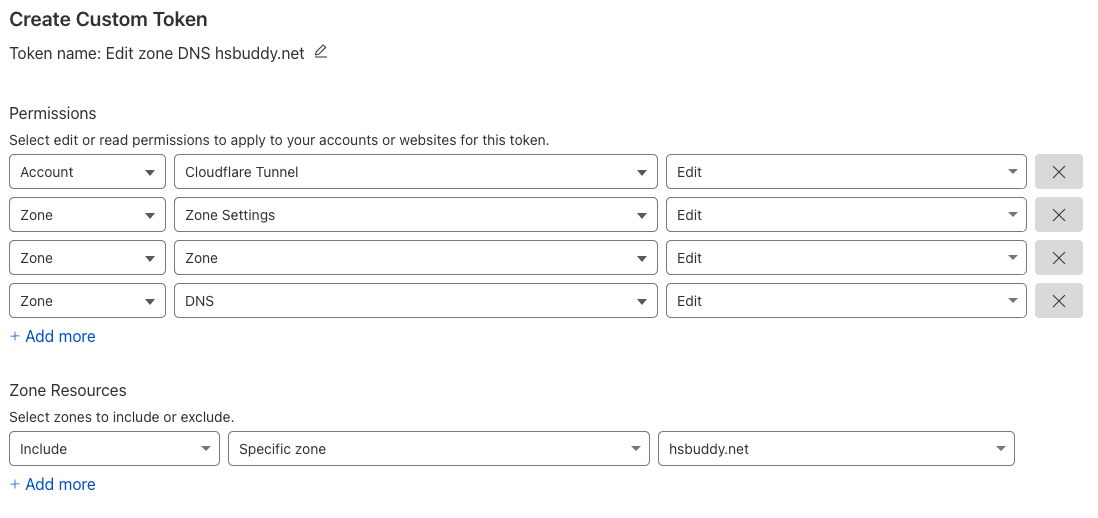 Create Custom Token
Token name: Edit zone DNS hsbuddy.net
Permissions
Select edit or read permissions to apply to your accounts or websites for this token.
Account Cloudflare Tunnel Edit
Zone Zone Settings Edit
Zone Zone Edit
Zone DNS Edit
+ Add more
Zone Resources
Select zones to include or exclude.
Include Specific zone hsbuddy.net
+ Add more